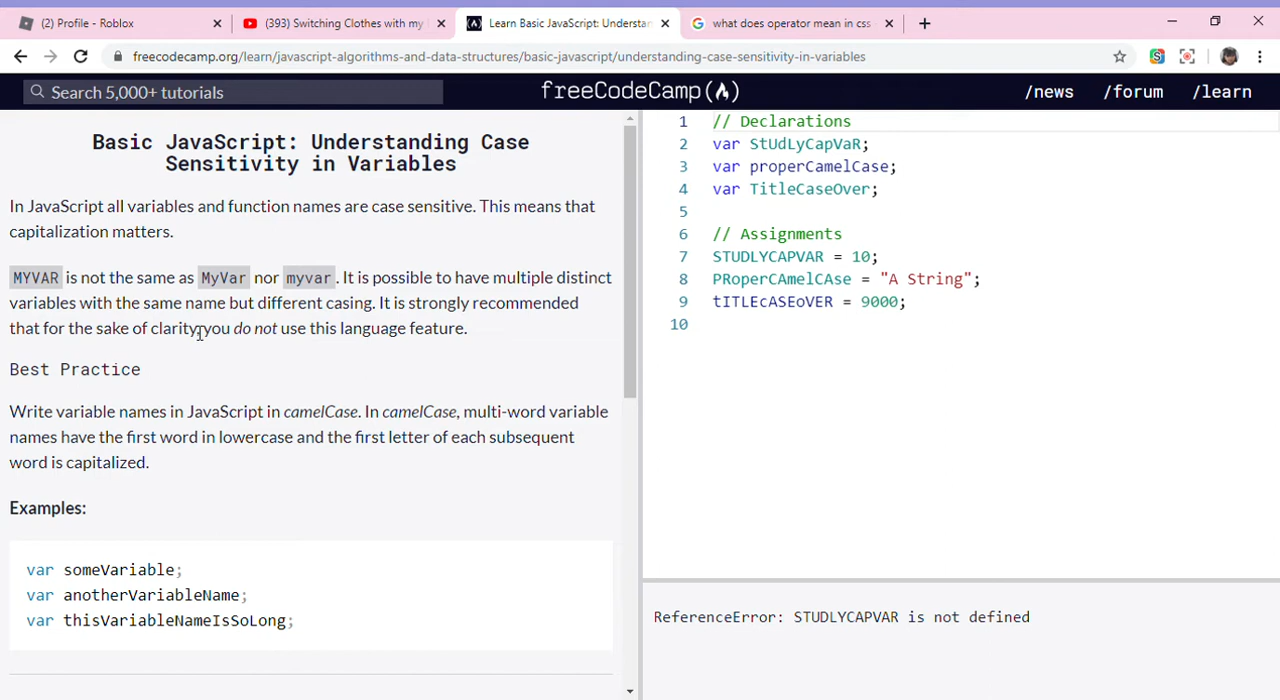 (2) Profile - Roblox
(393) Switching Clothes with my
Learn Basic JavaScript: Understan
what does operator mean in css
freecodecamp.org/learn/javascript-algorithms-and-data-structures/basic-javascript/understanding-case-sensitivity-in-variables
Search 5,000+ tutorials
freeCodeCamp
/news
/forum
/learn
Basic JavaScript: Understanding Case
Sensitivity in Variables
In JavaScript all variables and function names are case sensitive. This means that
capitalization matters.
MYVAR is not the same as MyVar nor myvar. It is possible to have multiple distinct
variables with the same name but different casing. It is strongly recommended
that for the sake of clarity, you do not use this language feature.
Best Practice
Write variable names in JavaScript in camelCase. In camelCase, multi-word variable
names have the first word in lowercase and the first letter of each subsequent
word is capitalized.
Examples:
var someVariable;
var anotherVariableName;
var thisVariableNameIsSoLong;
1 // Declarations
2 var StUdLyCapVaR;
3 var properCamelCase;
4 var TitleCaseOver;
5
6 // Assignments
7 STUDLYCAPVAR = 10;
8 PRoperCAmelCAse = "A String";
9 tITLEcASEoVER = 9000;
10
ReferenceError: STUDLYCAPVAR is not defined